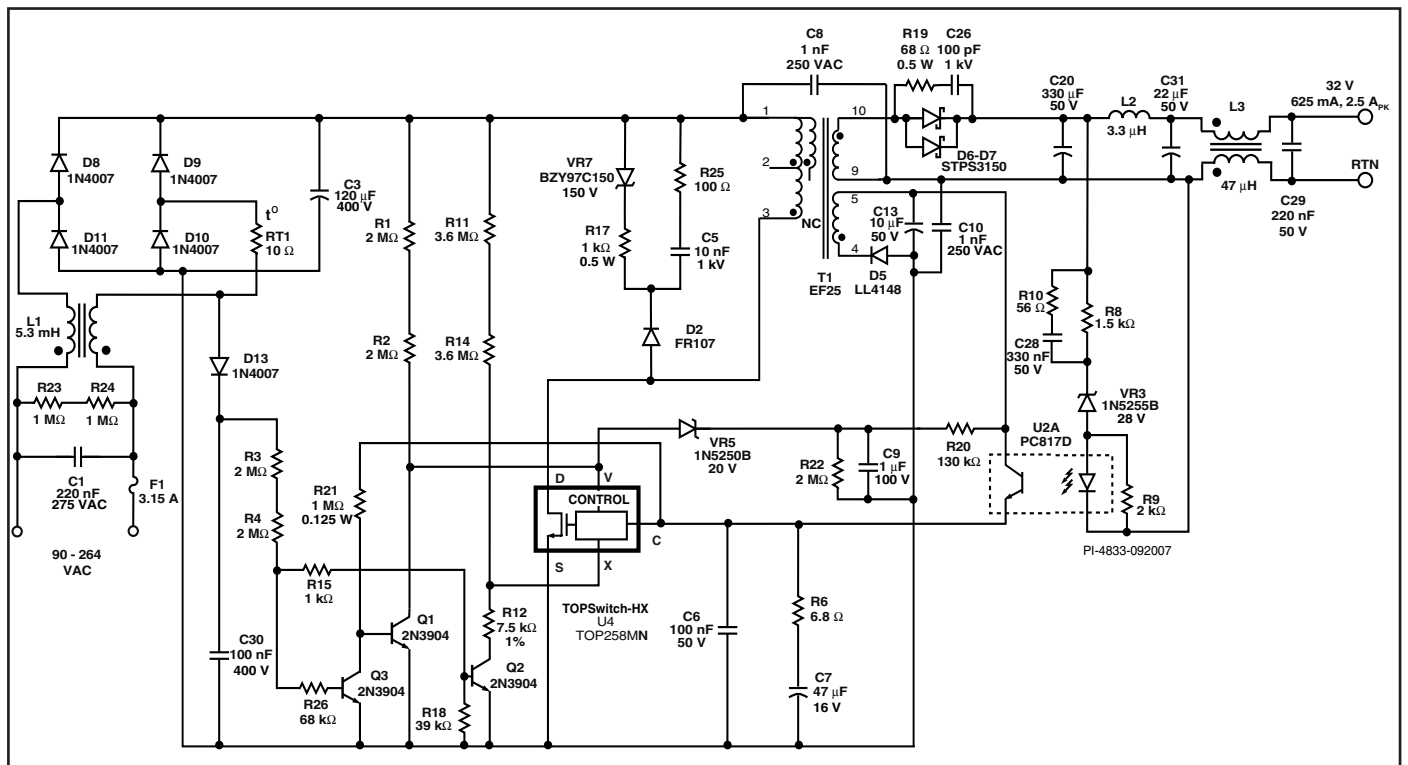 C8
1 nF
250 VAC
R19
68 Ω
0.5 W
C26
100 pF
1 kV
C20
330 µF
50 V
C31
22 µF
50 V
L2
3.3 µH
L3
47 µH
32 V
625 mA, 2.5 A_PK
RTN
C29
220 nF
50 V
D8
1N4007
D9
1N4007
D11
1N4007
D10
1N4007
C3
120 µF
400 V
t°
RT1
10 Ω
R1
2 MΩ
R11
3.6 MΩ
VR7
BZY97C150
150 V
R25
100 Ω
R17
1 kΩ
0.5 W
C5
10 nF
1 kV
1
2
3
NC
10
9
5
4
D6-D7
STPS3150
C13
10 µF
50 V
C10
1 nF
250 VAC
D5
LL4148
T1
EF25
L1
5.3 mH
D13
1N4007
R2
2 MΩ
R14
3.6 MΩ
D2
FR107
R10
56 Ω
R8
1.5 kΩ
C28
330 nF
50 V
VR3
1N5255B
28 V
R23
1 MΩ
R24
1 MΩ
C1
220 nF
275 VAC
F1
3.15 A
90 - 264
VAC
R3
2 MΩ
R4
2 MΩ
R21
1 MΩ
0.125 W
VR5
1N5250B
20 V
R22
2 MΩ
C9
1 µF
100 V
R20
130 kΩ
U2A
PC817D
R9
2 kΩ
PI-4833-092007
D
V
CONTROL
C
S
X
TOPSwitch-HX
U4
TOP258MN
R15
1 kΩ
R12
7.5 kΩ
1%
C6
100 nF
50 V
R6
6.8 Ω
C7
47 µF
16 V
C30
100 nF
400 V
Q1
2N3904
Q3
2N3904
Q2
2N3904
R26
68 kΩ
R18
39 kΩ